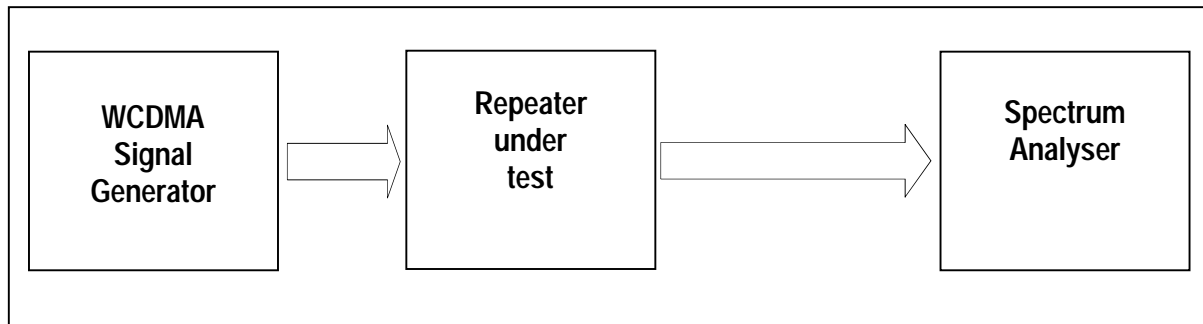 WCDMA
Signal
Generator
Repeater
under
test
Spectrum
Analyser